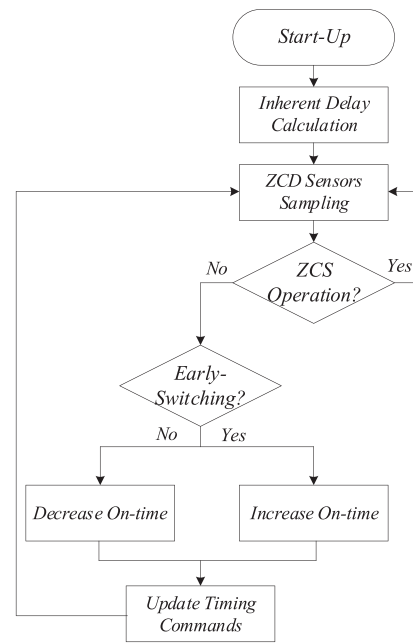 Start-Up
Inherent Delay
Calculation
ZCD Sensors
Sampling
No
ZCS
Operation?
Yes
Early-
Switching?
No
Yes
Decrease On-time
Increase On-time
Update Timing
Commands